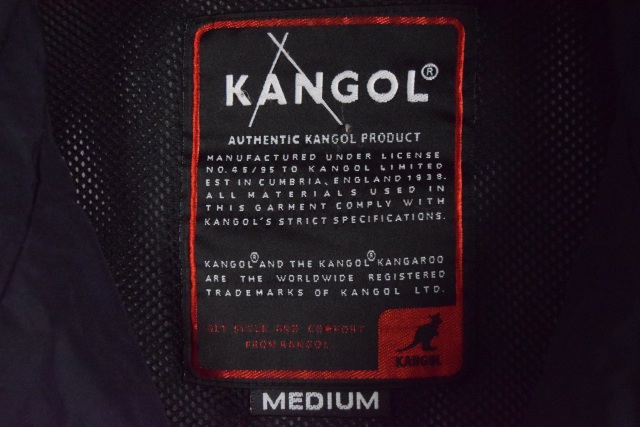 KANGOL®
AUTHENTIC KANGOL PRODUCT
MANUFACTURED UNDER LICENSE
NO.45/95 TO KANGOL LIMITED
EST IN CUMBRIA, ENGLAND 1939.
ALL MATERIALS USED IN
THIS GARMENT COMPLY WITH
KANGOL'S STRICT SPECIFICATIONS.
KANGOL® AND THE KANGOL® KANGAROO
ARE THE WORLDWIDE REGISTERED
TRADEMARKS OF KANGOL LTD.
GET STYLE AND COMFORT
FROM KANGOL
KANGOL
MEDIUM